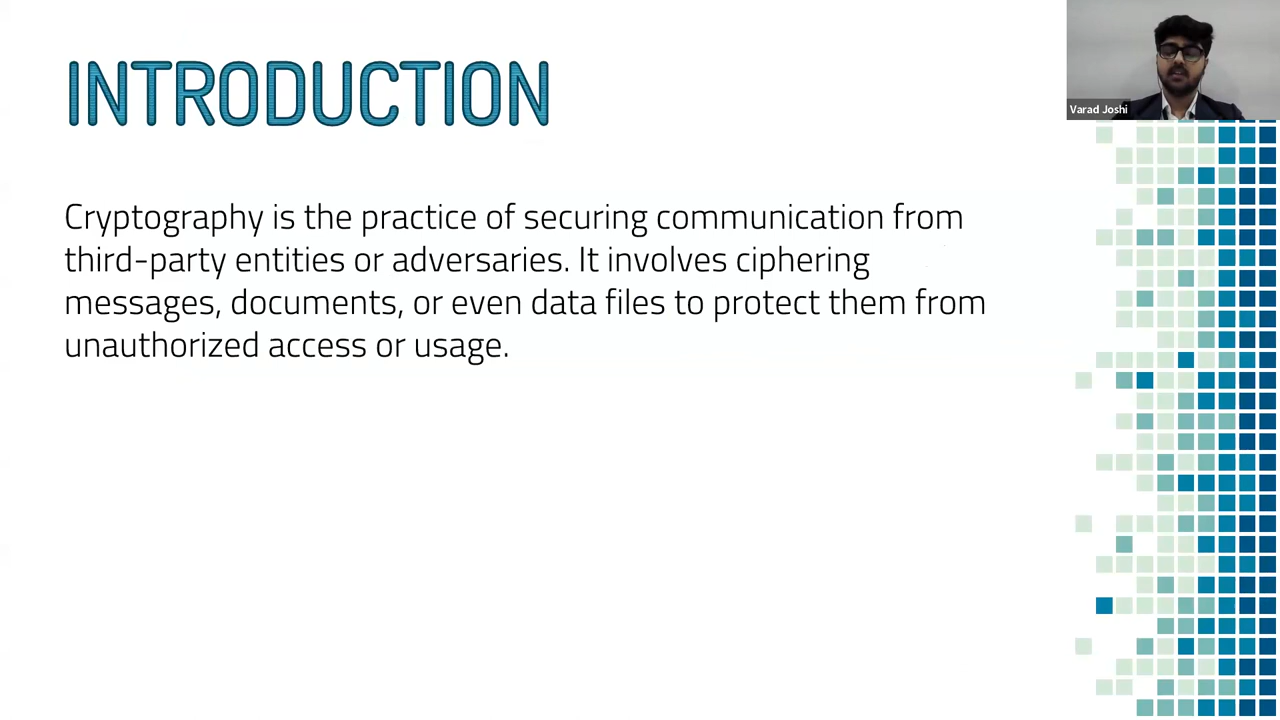 INTRODUCTION
Varad Joshi
Cryptography is the practice of securing communication from
third-party entities or adversaries. It involves ciphering
messages, documents, or even data files to protect them from
unauthorized access or usage.